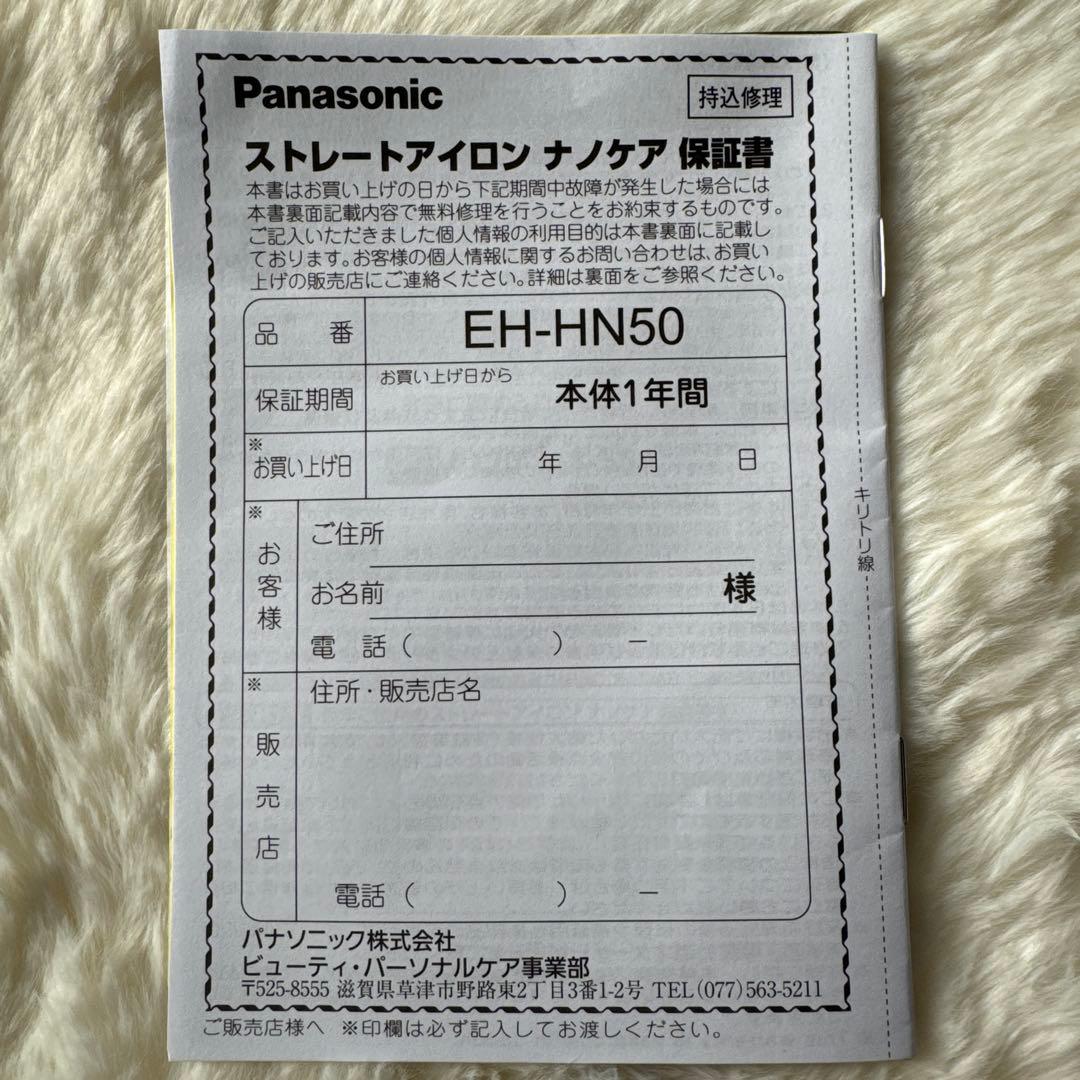 Panasonic
持込修理
ストレートアイロン ナノケア 保証書
本書はお買い上げの日から下記期間中故障が発生した場合には
本書裏面記載内容で無料修理を行うことをお約束するものです。
ご記入いただきました個人情報の利用目的は本書裏面に記載し
ております。お客様の個人情報に関するお問い合わせは、お買い
上げの販売店にご連絡ください。詳細は裏面をご参照ください。
品番 EH-HN50
保証期間 お買い上げ日から 本体1年間
※お買い上げ日 年 月 日
※お客様
ご住所
お名前 様
電話( ) ー
※販売店
住所・販売店名
電話( ) ー
パナソニック株式会社
ビューティ・パーソナルケア事業部
〒525-8555 滋賀県草津市野路東2丁目3番1-2号 TEL(077)563-5211
ご販売店様へ ※印欄は必ず記入してお渡しください。
キリトリ線